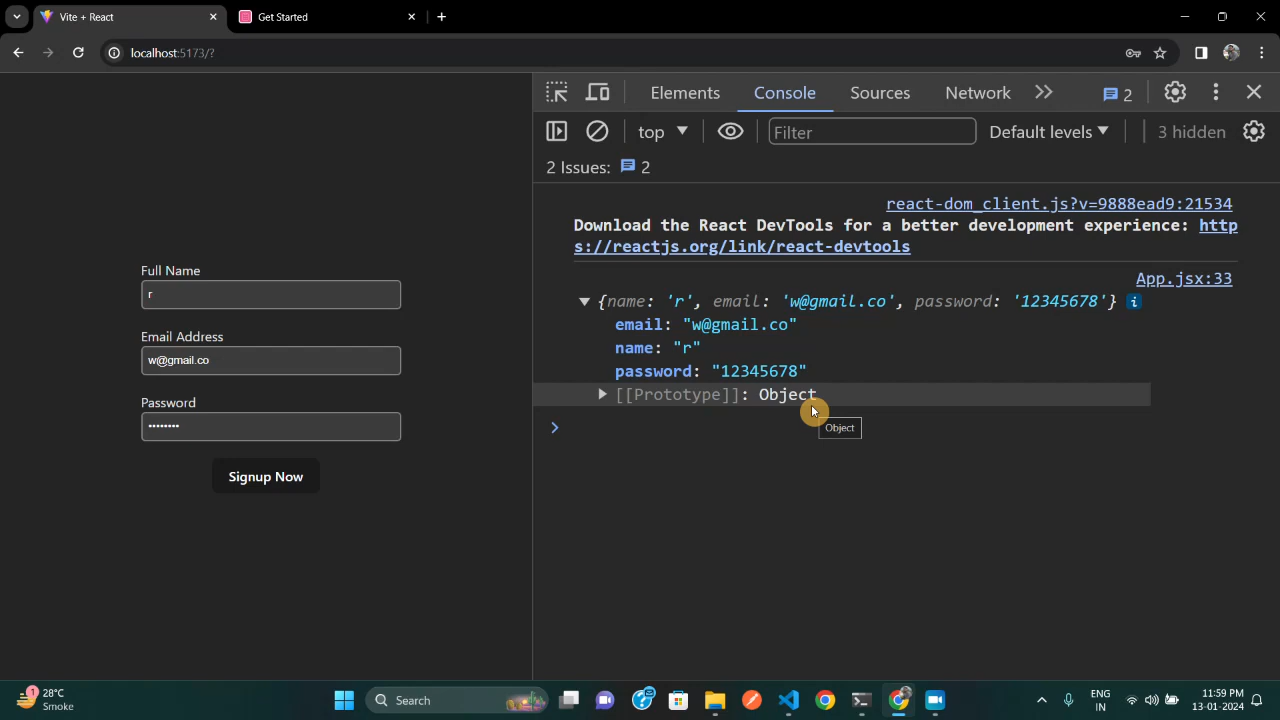 Vite + React
Get Started
localhost:5173/?
Elements Console Sources Network 2
top Filter Default levels 3 hidden
2 Issues: 2
react-dom_client.js?v=9888ead9:21534
Download the React DevTools for a better development experience: http
s://reactjs.org/link/react-devtools
App.jsx:33
{name: 'r', email: 'w@gmail.co', password: '12345678'} i
email: "w@gmail.co"
name: "r"
password: "12345678"
[[Prototype]]: Object
Object
Full Name
r
Email Address
w@gmail.co
Password
••••••••
Signup Now
1
28°C
Smoke
Search
ENG
IN
11:59 PM
13-01-2024